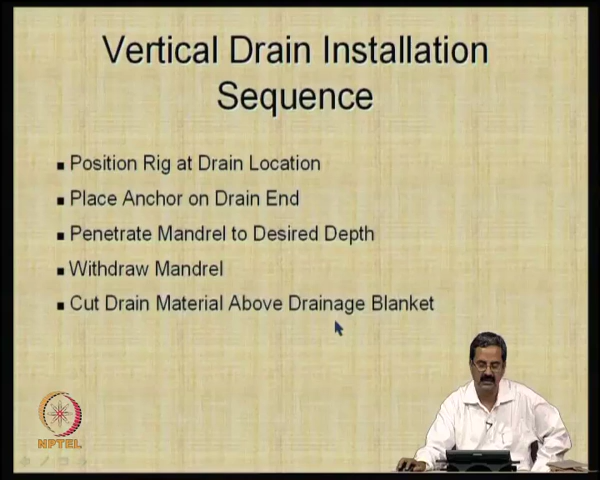 Vertical Drain Installation
Sequence
Position Rig at Drain Location
Place Anchor on Drain End
Penetrate Mandrel to Desired Depth
Withdraw Mandrel
Cut Drain Material Above Drainage Blanket
NPTEL